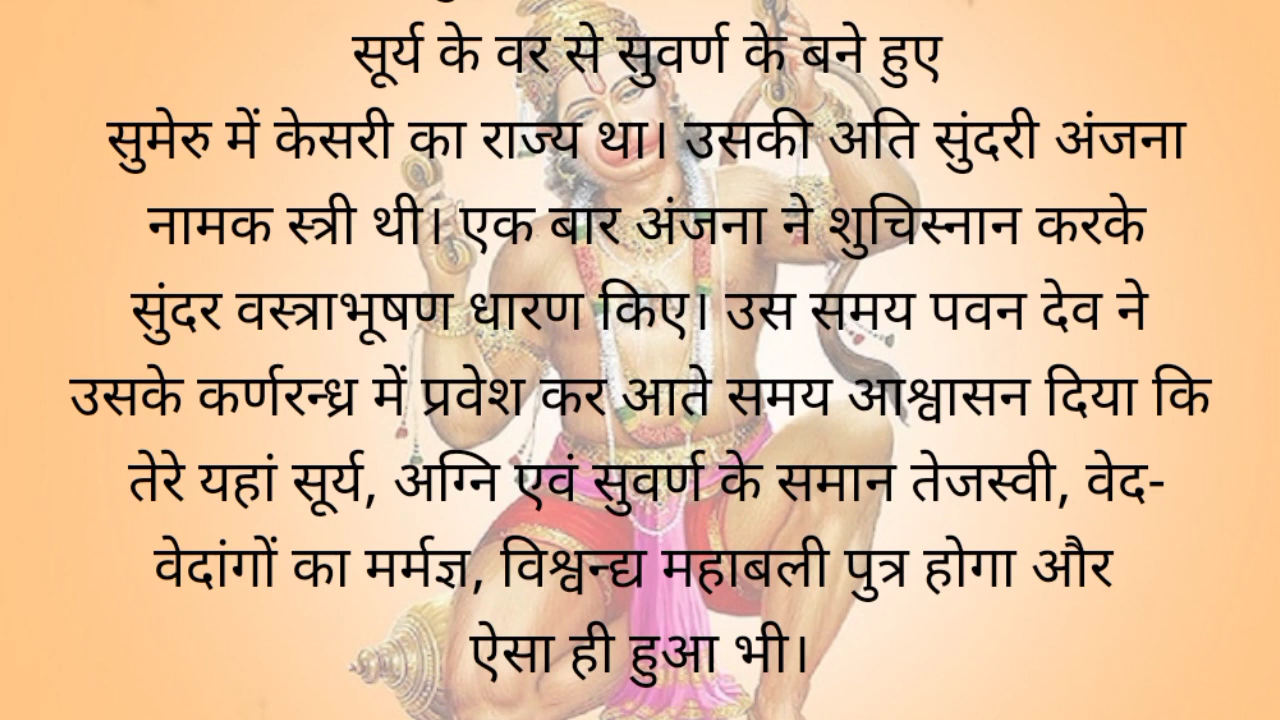 सूर्य के वर से सुवर्ण के बने हुए
सुमेरु में केसरी का राज्य था। उसकी अति सुंदरी अंजना
नामक स्त्री थी। एक बार अंजना ने शुचिस्नान करके
सुंदर वस्त्राभूषण धारण किए। उस समय पवन देव ने
उसके कर्णरन्ध्र में प्रवेश कर आते समय आश्वासन दिया कि
तेरे यहां सूर्य, अग्नि एवं सुवर्ण के समान तेजस्वी, वेद-
वेदांगों का मर्मज्ञ, विश्वन्द्य महाबली पुत्र होगा और
ऐसा ही हुआ भी।